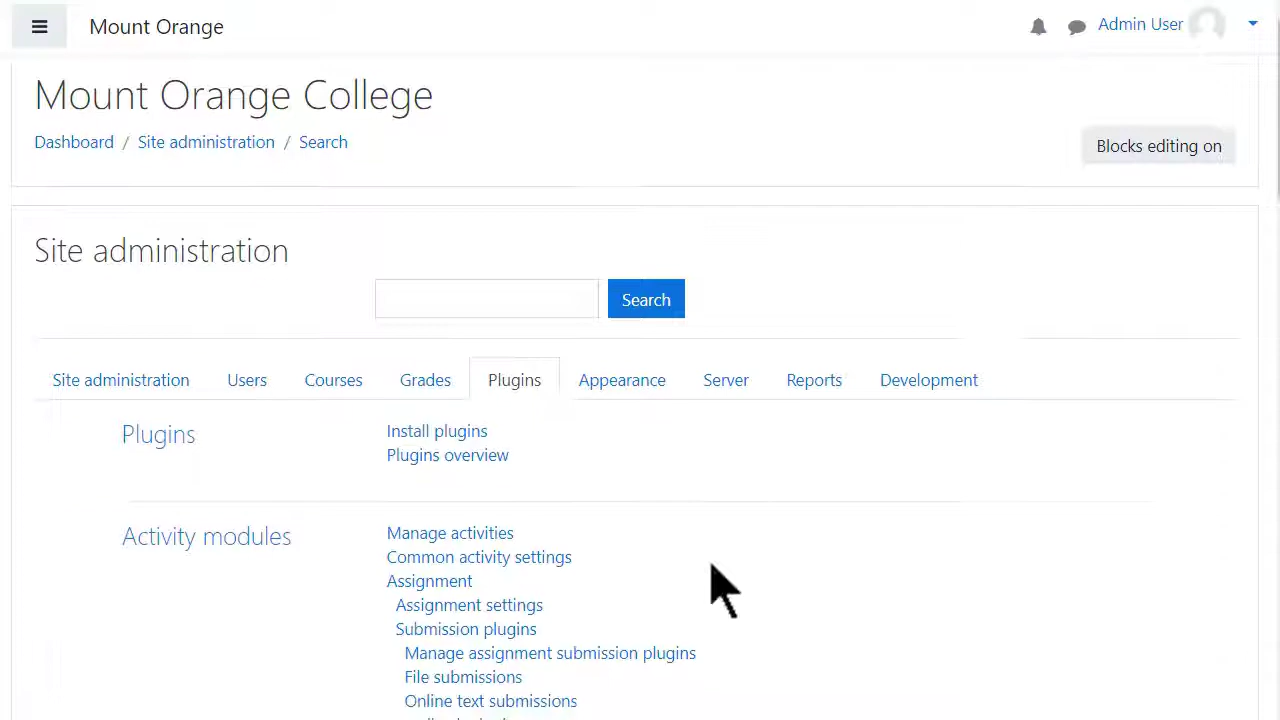 Mount Orange
Admin User
Mount Orange College
Dashboard / Site administration / Search
Blocks editing on
Site administration
Search
Site administration Users Courses Grades Plugins Appearance Server Reports Development
Plugins
Install plugins
Plugins overview
Activity modules
Manage activities
Common activity settings
Assignment
Assignment settings
Submission plugins
Manage assignment submission plugins
File submissions
Online text submissions